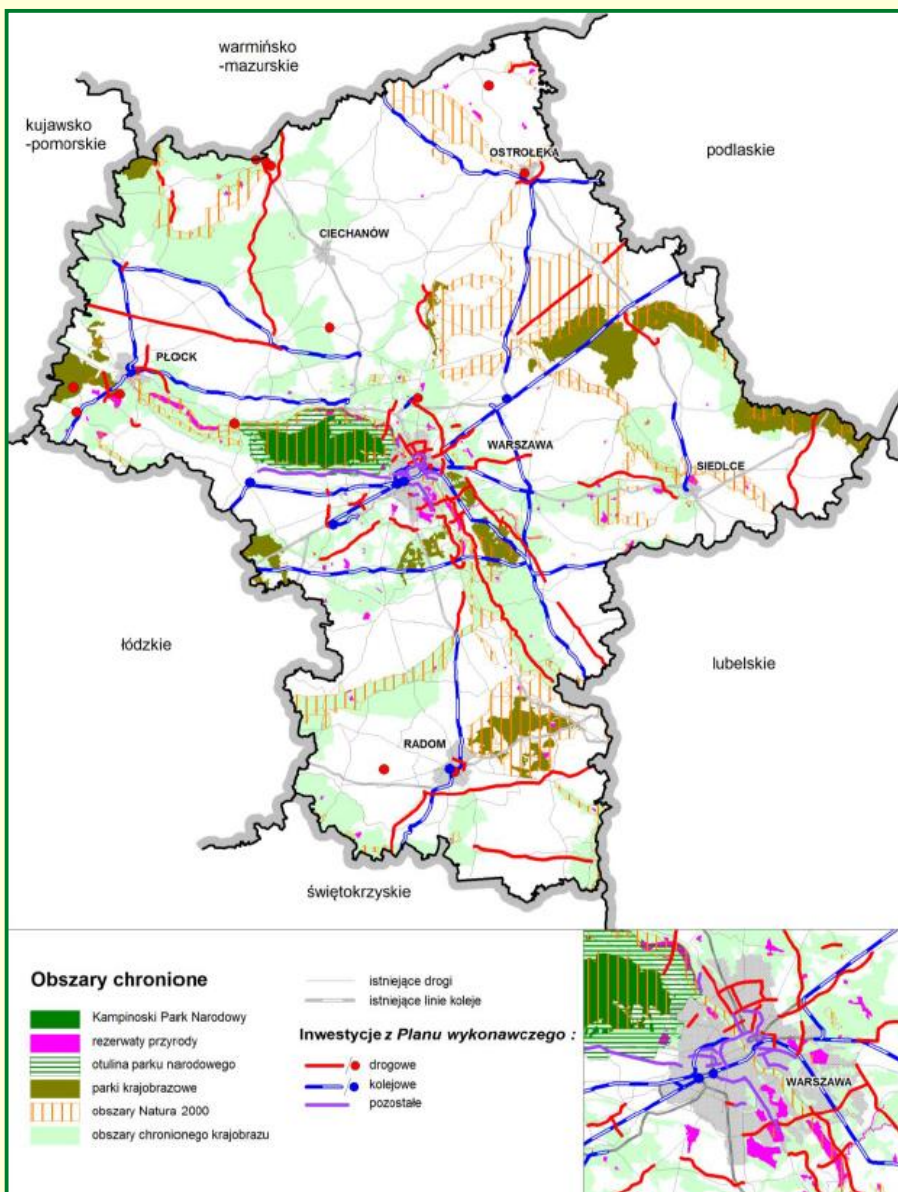 warmińsko
-mazurskie
kujawsko
-pomorskie
podlaskie
OSTROŁĘKA
CIECHANÓW
PŁOCK
WARSZAWA
SIEDLCE
łódzkie
lubelskie
RADOM
świętokrzyskie
Obszary chronione
Kampinoski Park Narodowy
rezerwaty przyrody
otulina parku narodowego
parki krajobrazowe
obszary Natura 2000
obszary chronionego krajobrazu
istniejące drogi
istniejące linie koleje
Inwestycje z Planu wykonawczego :
drogowe
kolejowe
pozostałe
WARSZAWA